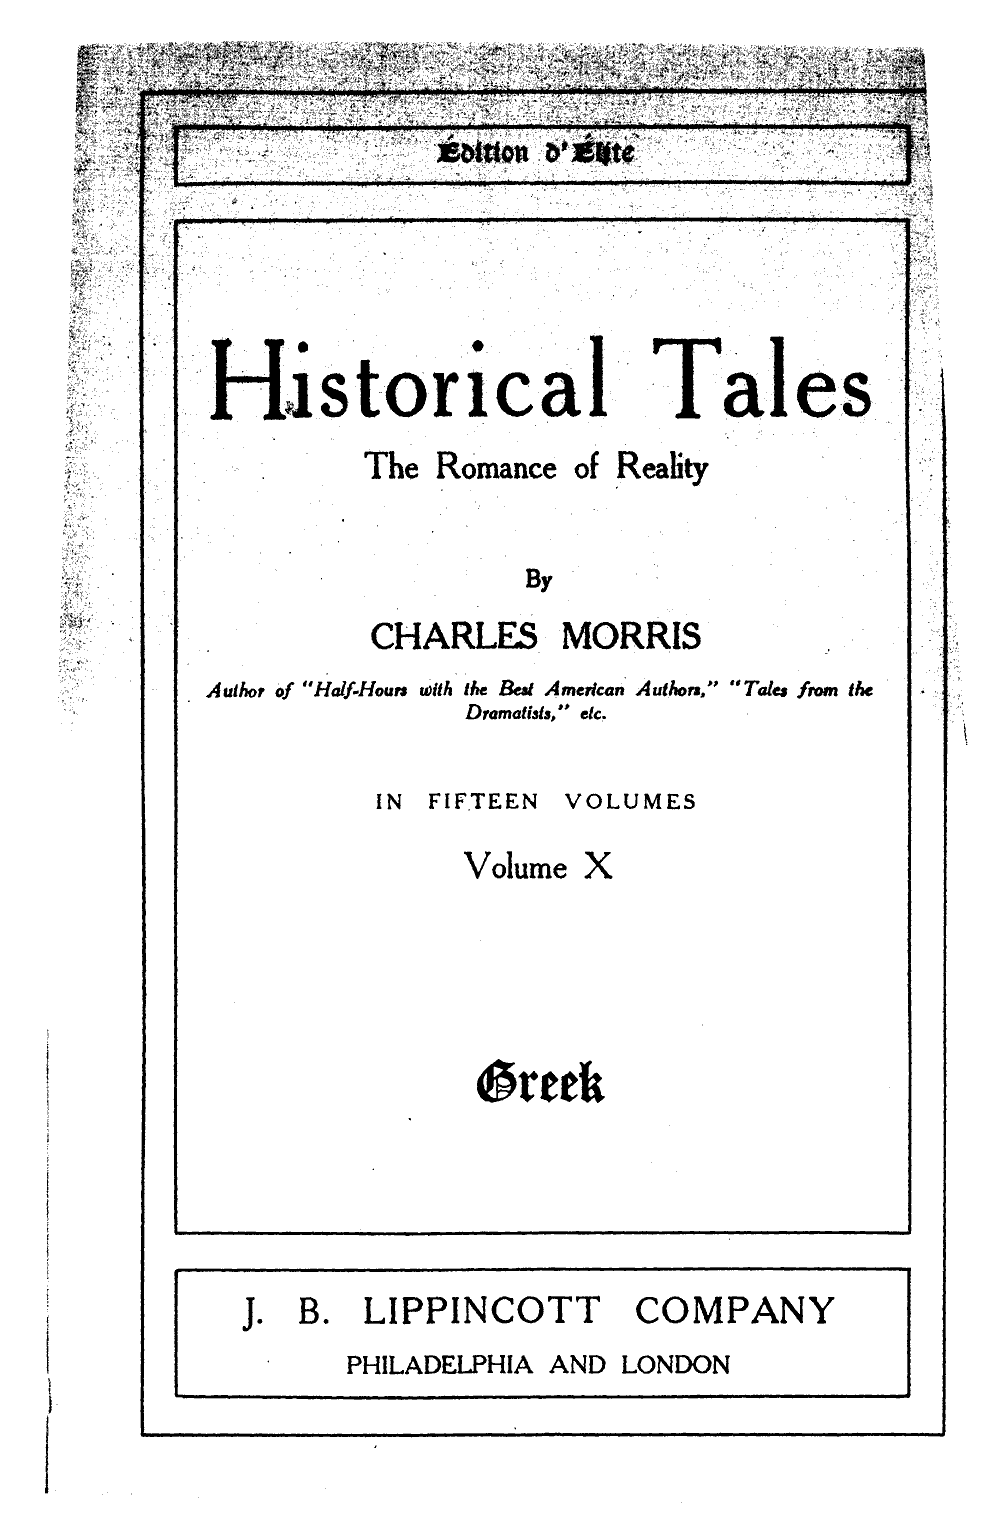 Édition d'Élite
Historical Tales
The Romance of Reality
By
CHARLES MORRIS
Author of "Half-Hours with the Best American Authors," "Tales from the
Dramatists," etc.
IN FIFTEEN VOLUMES
Volume X
Greek
J. B. LIPPINCOTT COMPANY
PHILADELPHIA AND LONDON